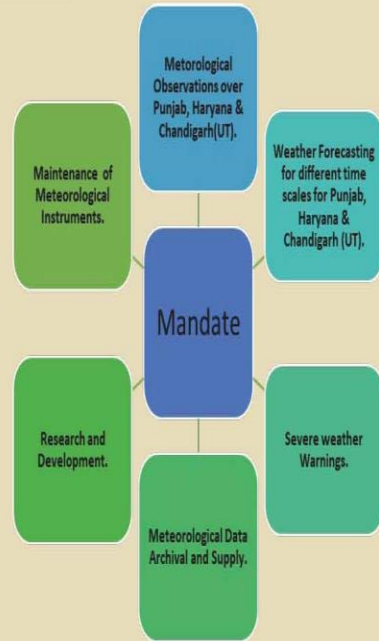 Metorological
Observations over
Punjab, Haryana &
Chandigarh(UT).
Weather Forecasting
for different time
scales for Punjab,
Haryana &
Chandigarh (UT).
Severe weather
Warnings.
Meteorological Data
Archival and Supply.
Research and
Development.
Maintenance of
Meteorological
Instruments.
Mandate